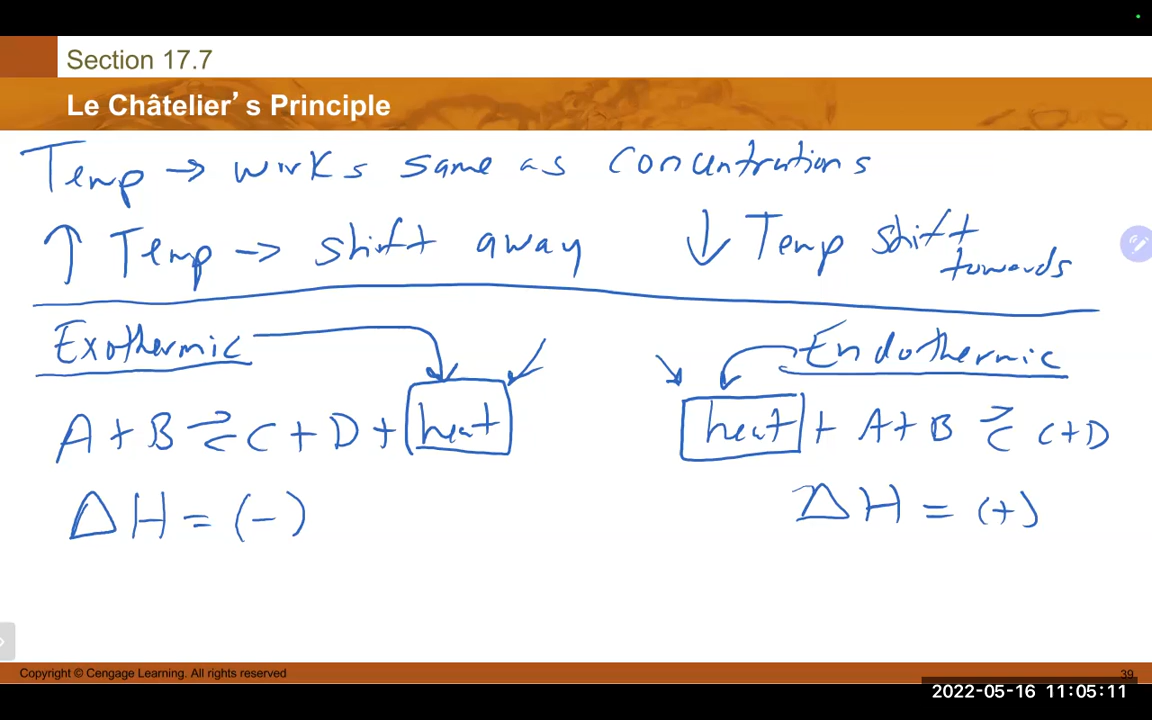 Section 17.7
Le Châtelier's Principle
Temp → works same as concentrations
↑ Temp → shift away
↓ Temp shift towards
Exothermic
Endothermic
A + B ⇌ C + D + heat
heat + A + B ⇌ C + D
ΔH = (-)
ΔH = (+)
Copyright © Cengage Learning. All rights reserved
39
2022-05-16 11:05:11